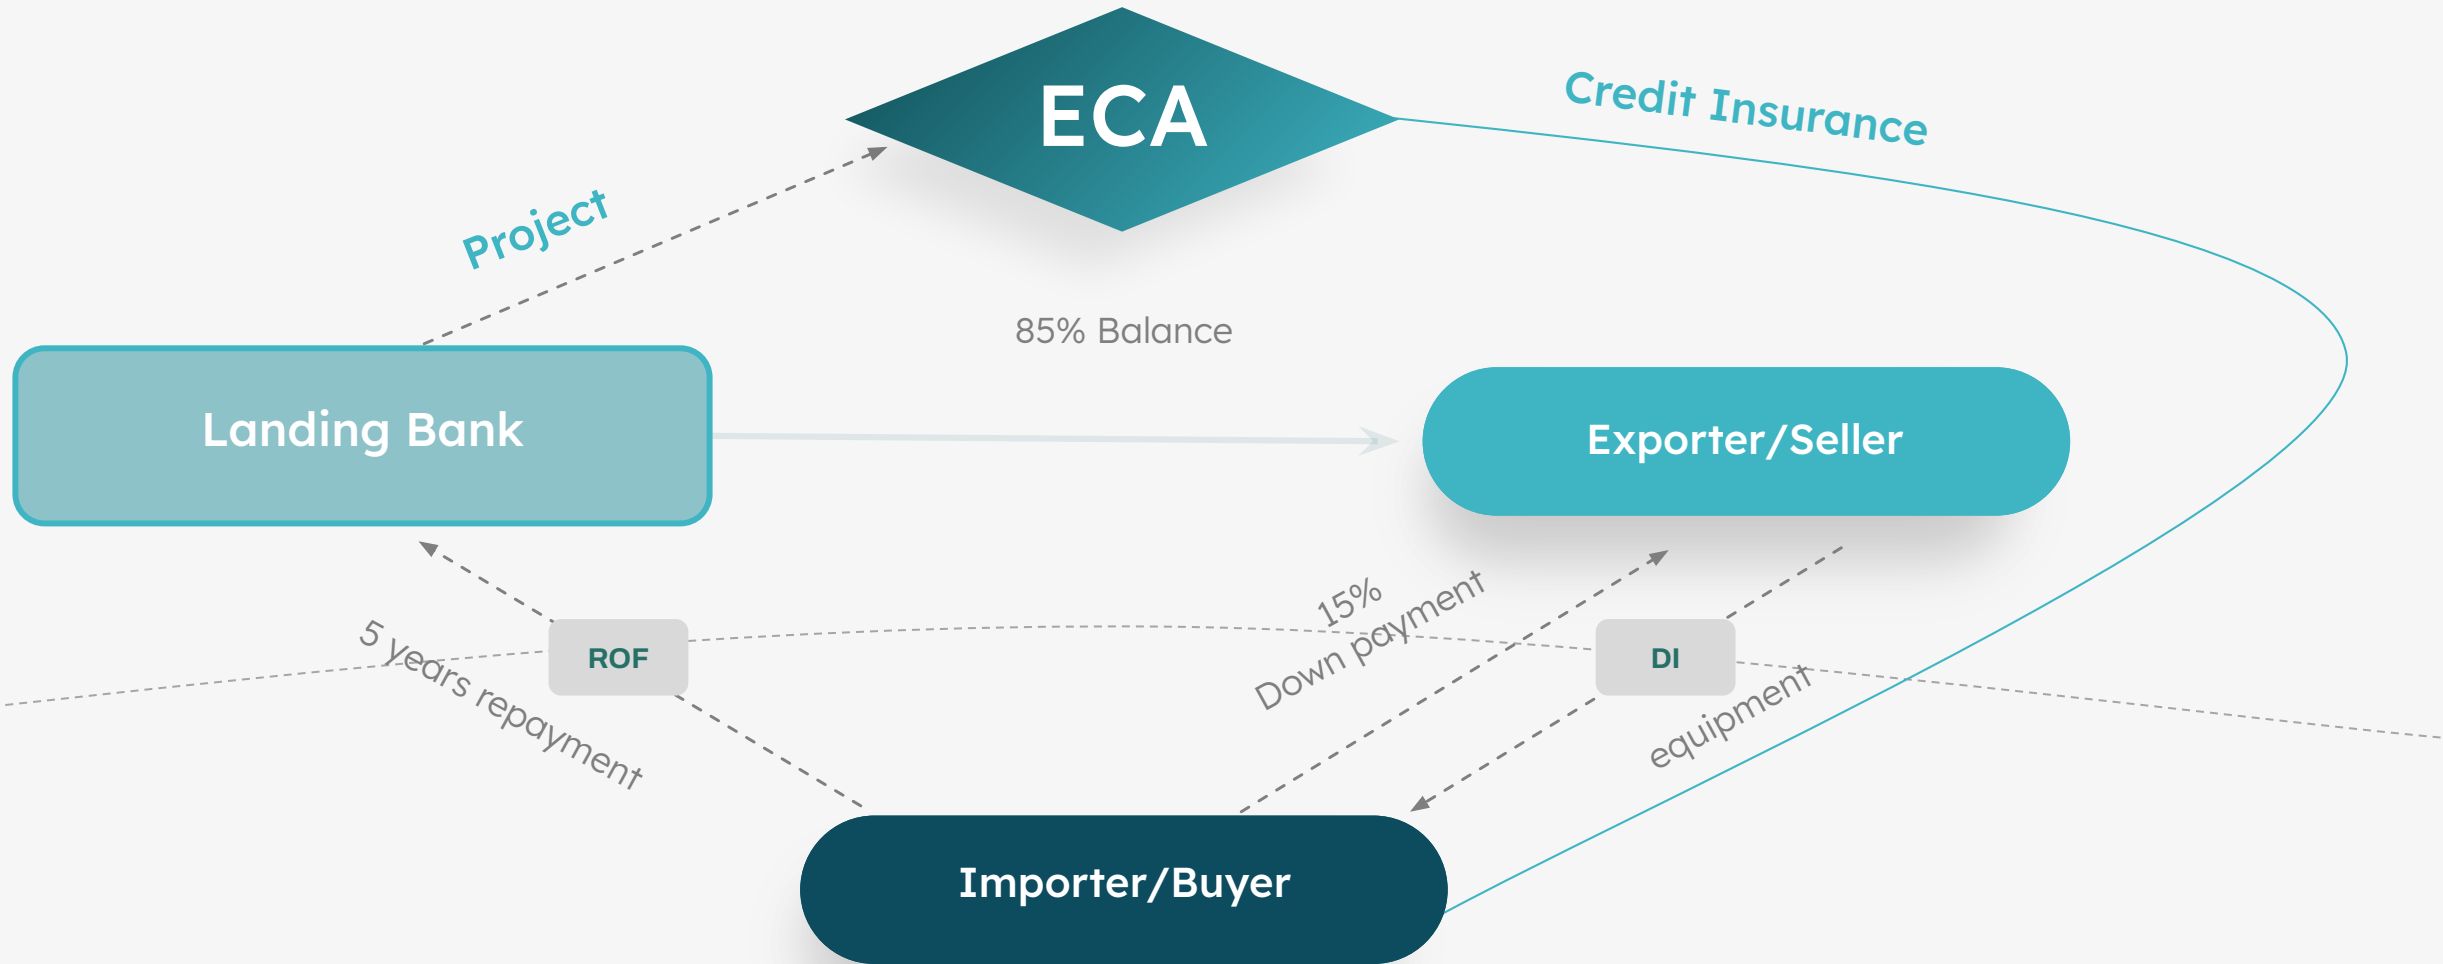 ECA
Credit Insurance
Project
85% Balance
Landing Bank
Exporter/Seller
15%
Down payment
ROF
DI
5 years repayment
equipment
Importer/Buyer